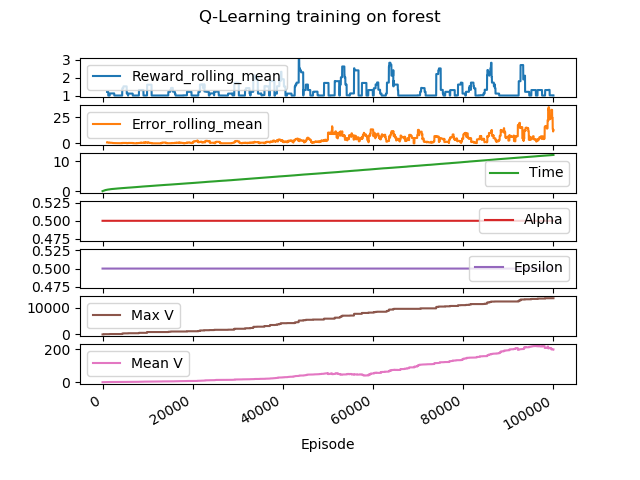 Q-Learning training on forest
3
2
1
Reward_rolling_mean
25
0
Error_rolling_mean
10
0
Time
0.525
0.500
0.475
Alpha
0.525
0.500
0.475
Epsilon
10000
0
Max V
200
0
Mean V
0
20000
40000
60000
80000
100000
Episode